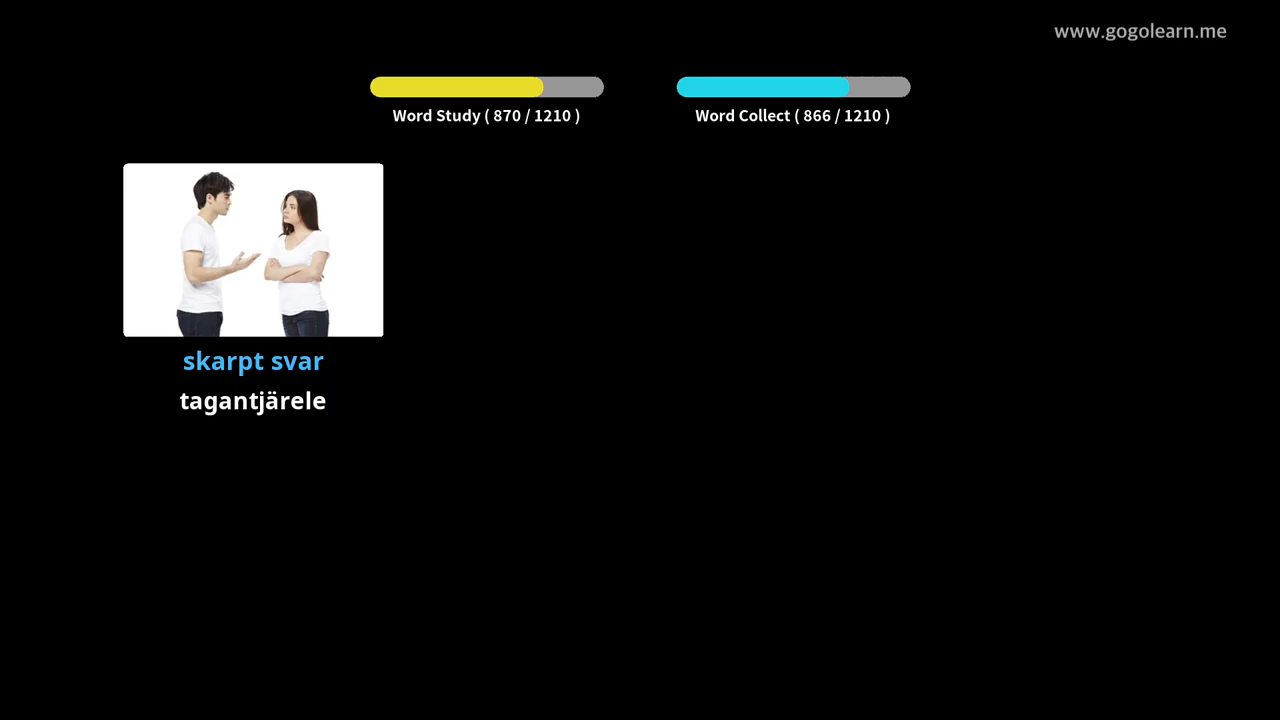 www.gogolearn.me
Word Study ( 870 / 1210 )
Word Collect ( 866 / 1210 )
skarpt svar
tagantjärele